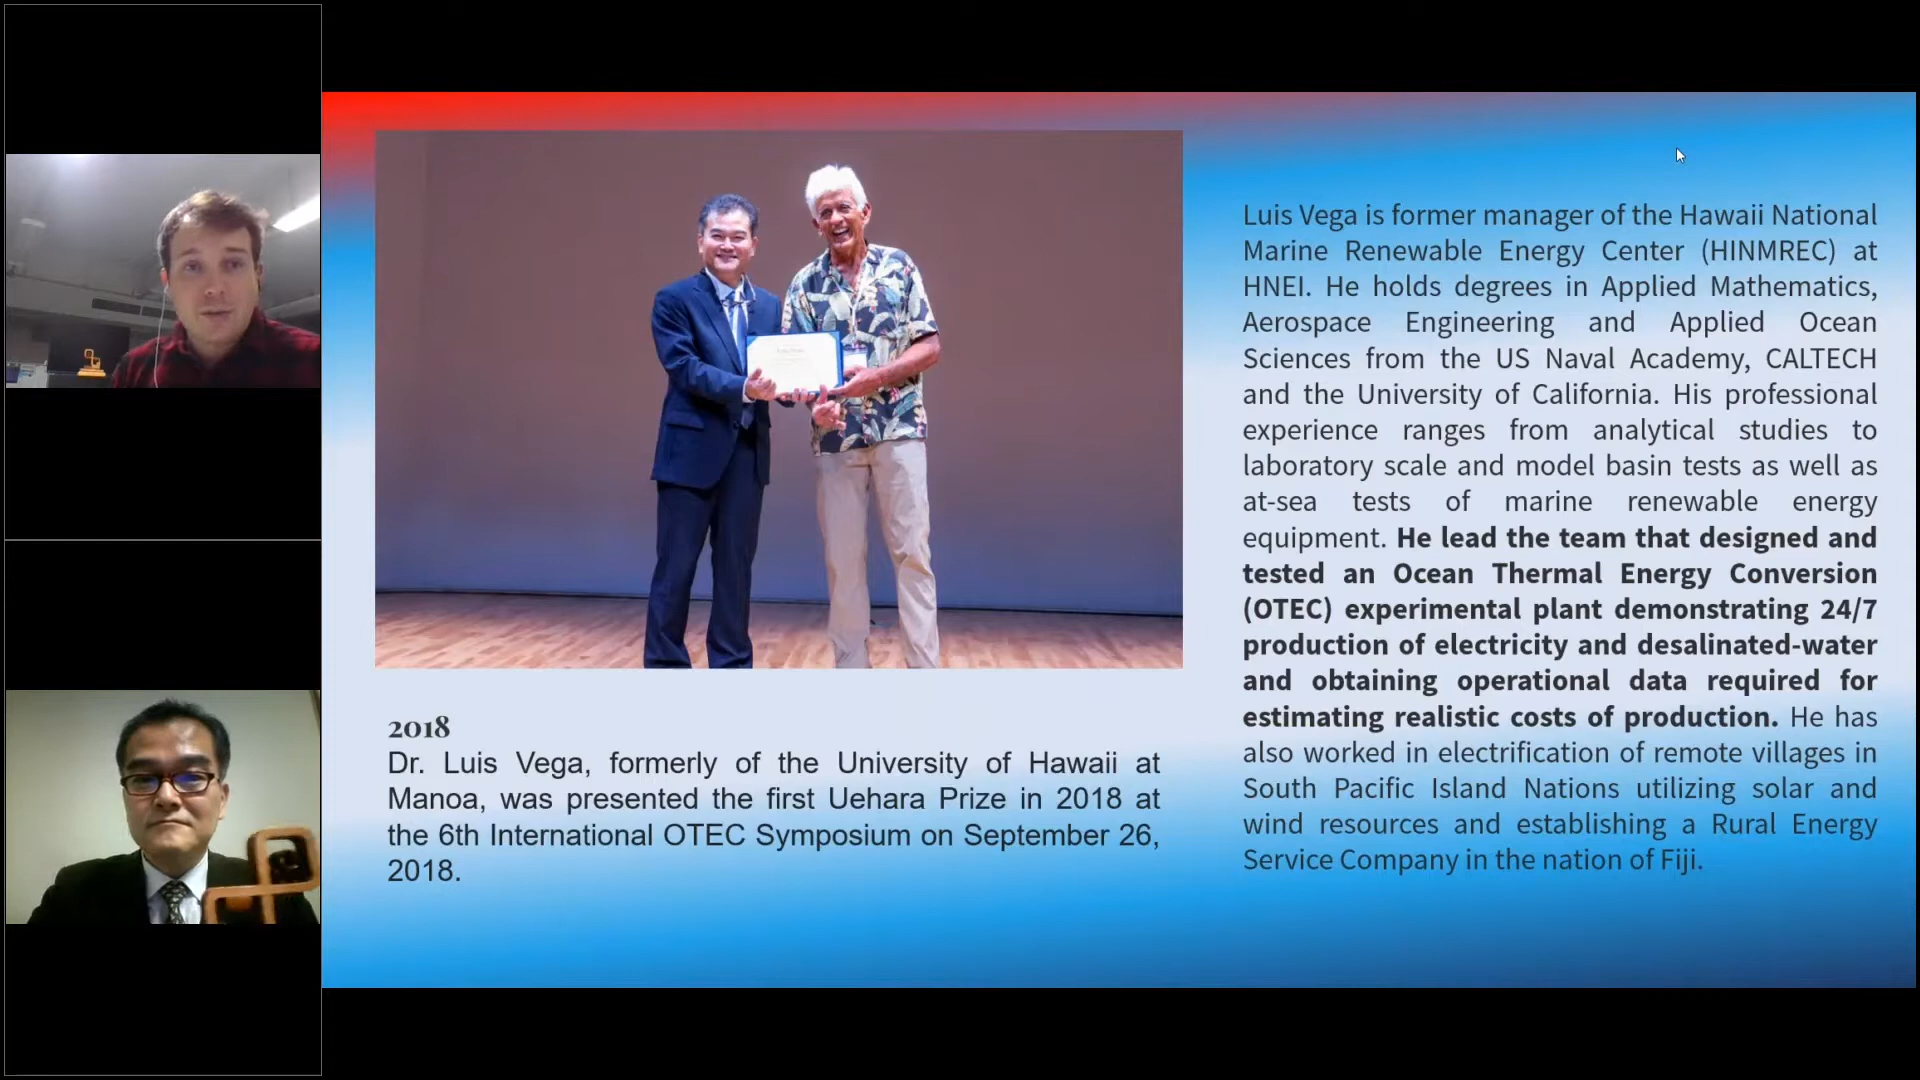 2018
Dr. Luis Vega, formerly of the University of Hawaii at
Manoa, was presented the first Uehara Prize in 2018 at
the 6th International OTEC Symposium on September 26,
2018.
Luis Vega is former manager of the Hawaii National
Marine Renewable Energy Center (HINMREC) at
HNEI. He holds degrees in Applied Mathematics,
Aerospace Engineering and Applied Ocean
Sciences from the US Naval Academy, CALTECH
and the University of California. His professional
experience ranges from analytical studies to
laboratory scale and model basin tests as well as
at-sea tests of marine renewable energy
equipment. He lead the team that designed and
tested an Ocean Thermal Energy Conversion
(OTEC) experimental plant demonstrating 24/7
production of electricity and desalinated-water
and obtaining operational data required for
estimating realistic costs of production. He has
also worked in electrification of remote villages in
South Pacific Island Nations utilizing solar and
wind resources and establishing a Rural Energy
Service Company in the nation of Fiji.